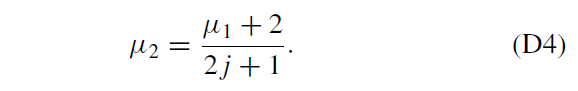 μ₂ = (μ₁ + 2) / (2j + 1). (D4)